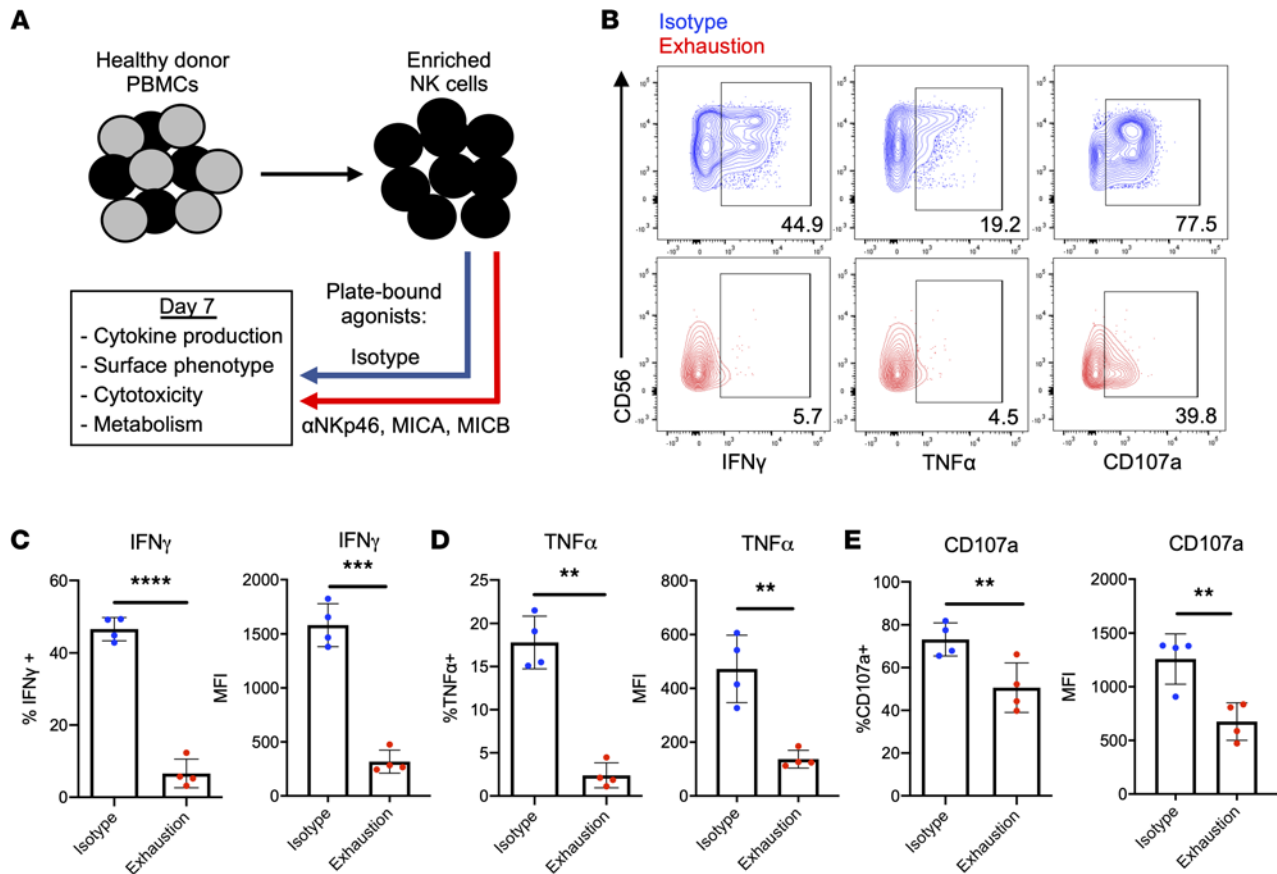 A
Healthy donor
PBMCs
Enriched
NK cells
Plate-bound
agonists:
Isotype
αNKp46, MICA, MICB
Day 7
- Cytokine production
- Surface phenotype
- Cytotoxicity
- Metabolism
B
Isotype
Exhaustion
CD56
44.9
19.2
77.5
5.7
4.5
39.8
IFNγ
TNFα
CD107a
C
IFNγ
****
% IFNγ +
60
40
20
0
Isotype
Exhaustion
IFNγ
***
MFI
2000
1500
1000
500
0
Isotype
Exhaustion
D
TNFα
**
%TNFα+
25
20
15
10
5
0
Isotype
Exhaustion
TNFα
**
MFI
800
600
400
200
0
Isotype
Exhaustion
E
CD107a
**
%CD107a+
100
80
60
40
20
0
Isotype
Exhaustion
CD107a
**
MFI
2000
1500
1000
500
0
Isotype
Exhaustion